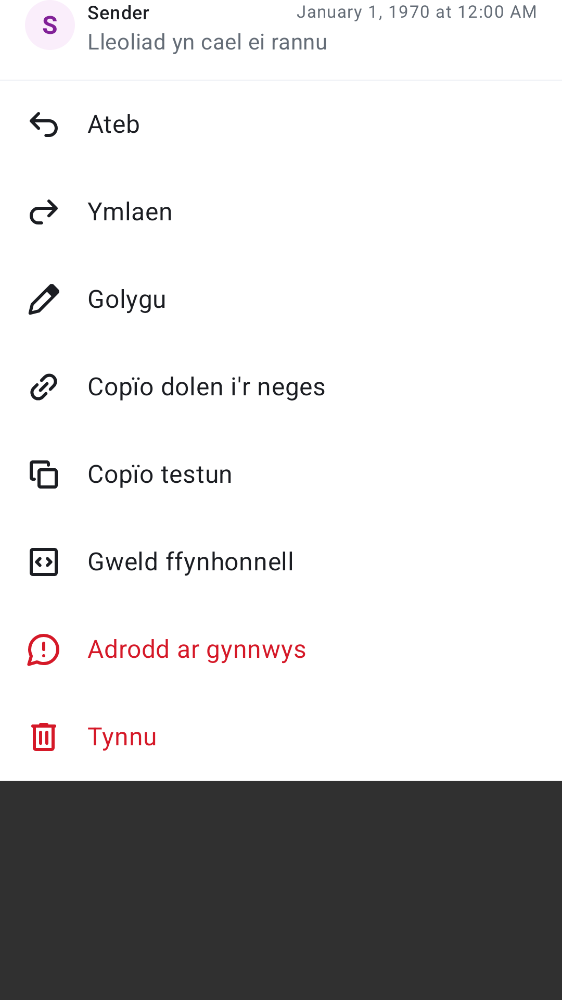 S
Sender
January 1, 1970 at 12:00 AM
Lleoliad yn cael ei rannu
Ateb
Ymlaen
Golygu
Copïo dolen i'r neges
Copïo testun
Gweld ffynhonnell
Adrodd ar gynnwys
Tynnu